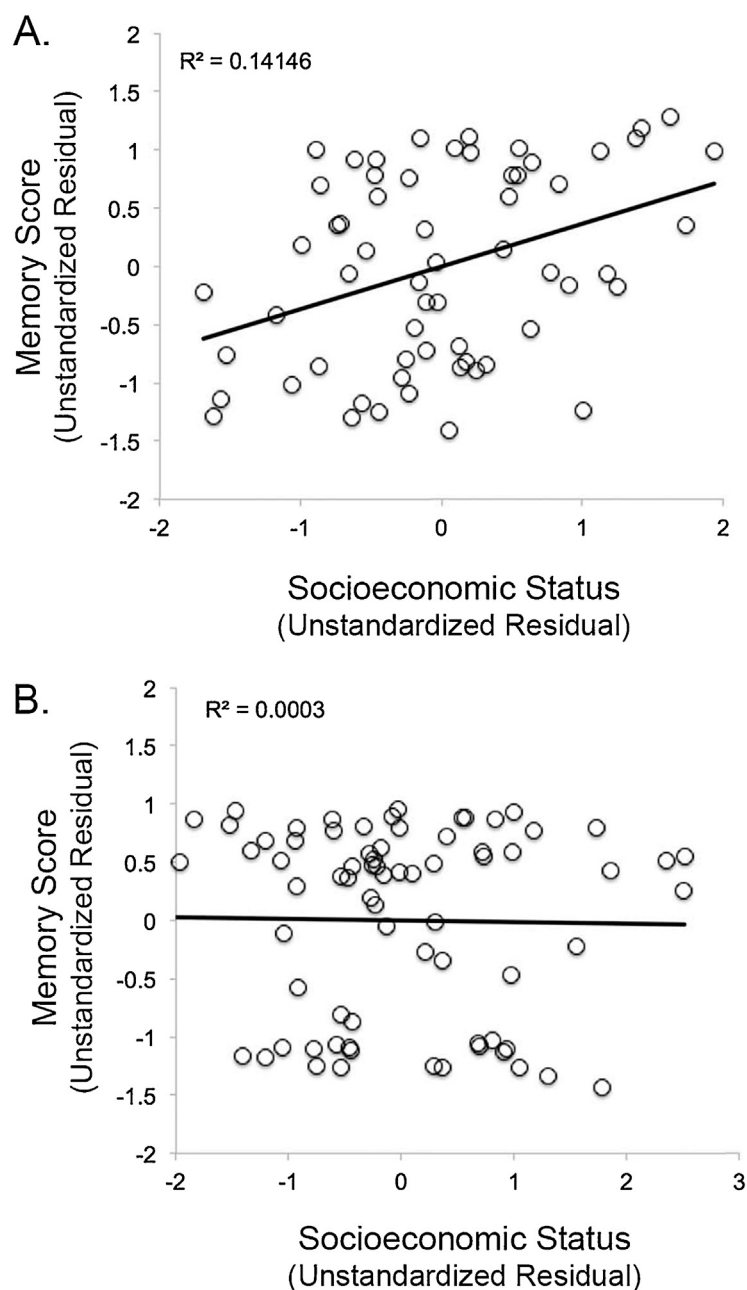 A.
R² = 0.14146
2
1.5
1
0.5
0
-0.5
-1
-1.5
-2
Memory Score
(Unstandardized Residual)
-2 -1 0 1 2
Socioeconomic Status
(Unstandardized Residual)
B.
R² = 0.0003
2
1.5
1
0.5
0
-0.5
-1
-1.5
-2
Memory Score
(Unstandardized Residual)
-2 -1 0 1 2 3
Socioeconomic Status
(Unstandardized Residual)